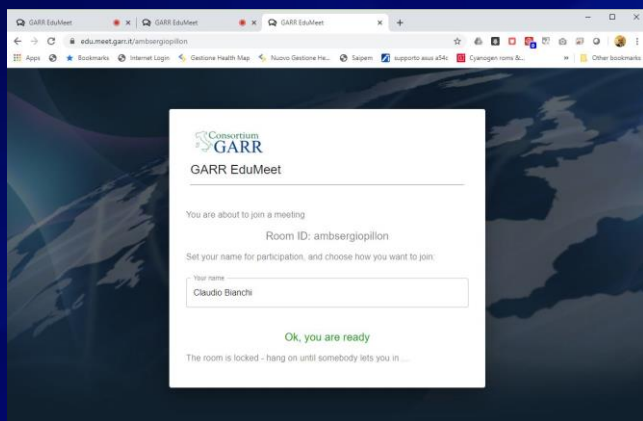 GARR EduMeet
GARR EduMeet
GARR EduMeet
edu.meet.garr.it/ambsergiopillon
Apps
Bookmarks
Internet Login
Gestione Health Map
Nuovo Gestione He...
Saipem
supporto asus a54c
Cyanogen roms &...
»
Other bookmarks
Consortium
GARR
GARR EduMeet
You are about to join a meeting
Room ID: ambsergiopillon
Set your name for participation, and choose how you want to join:
Your name
Claudio Bianchi
Ok, you are ready
The room is locked - hang on until somebody lets you in ...